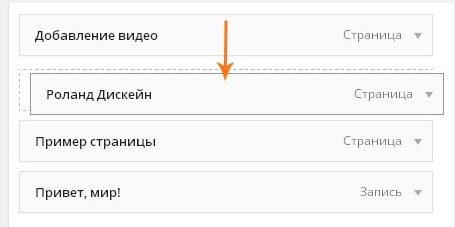 Добавление видео Страница
Роланд Дискейн Страница
Пример страницы Страница
Привет, мир! Запись